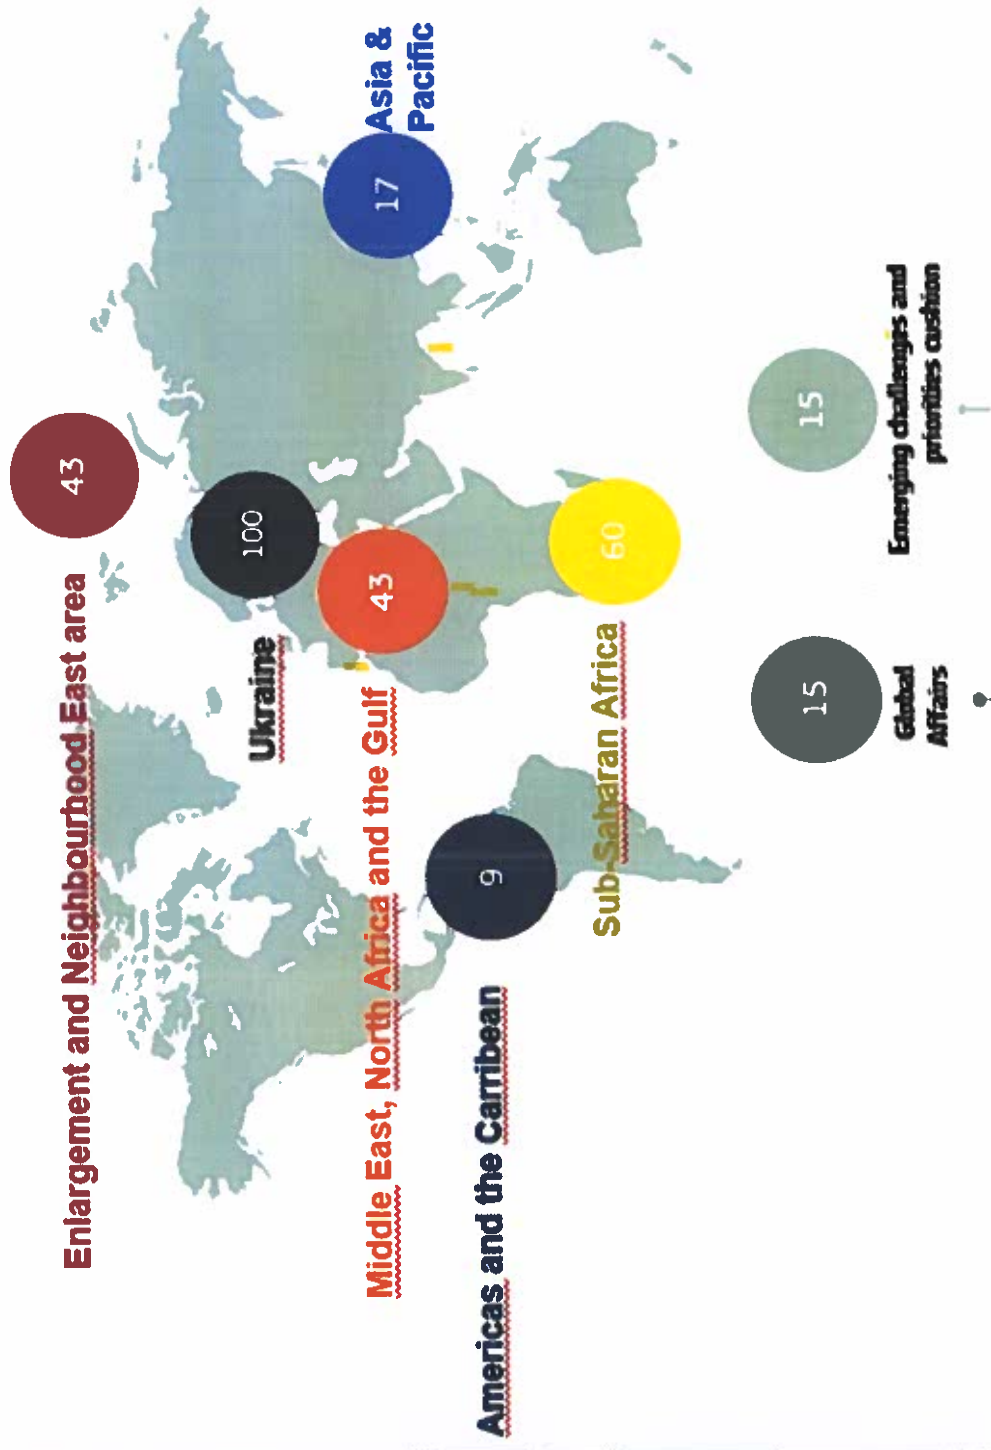 Enlargement and Neighbourhood East area
43
Ukraine
100
Middle East, North Africa and the Gulf
43
Asia &
Pacific
17
Americas and the Carribean
9
Sub-Saharan Africa
60
Global
Affairs
15
Emerging challenges and
priorities cushion
15